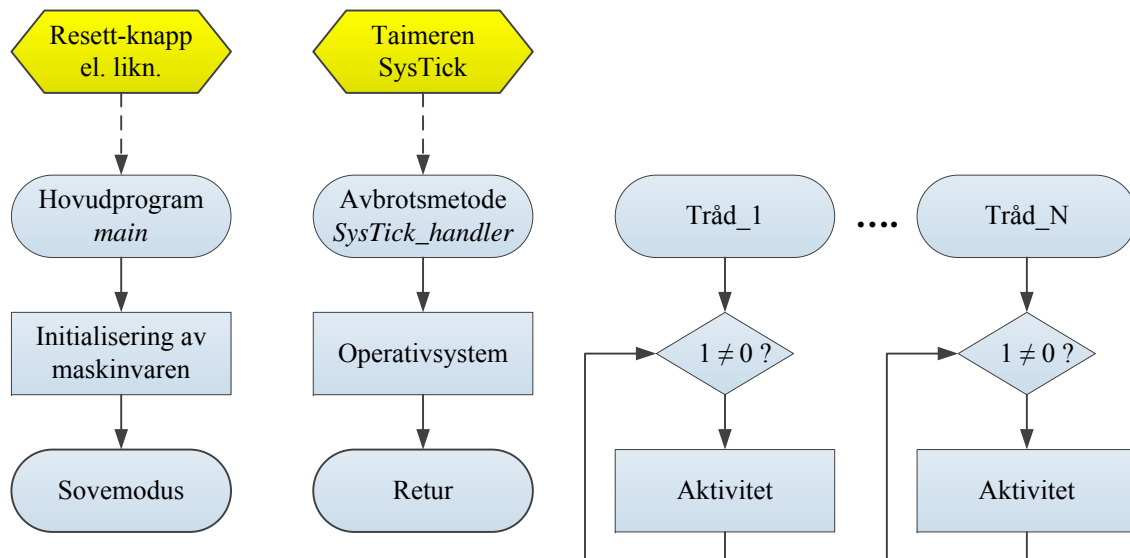 Resett-knapp
el. likn.
Hovudprogram
main
Initialisering av
maskinvaren
Sovemodus
Taimeren
SysTick
Avbrotsmetode
SysTick_handler
Operativsystem
Retur
Tråd_1
1 ≠ 0 ?
Aktivitet
....
Tråd_N
1 ≠ 0 ?
Aktivitet